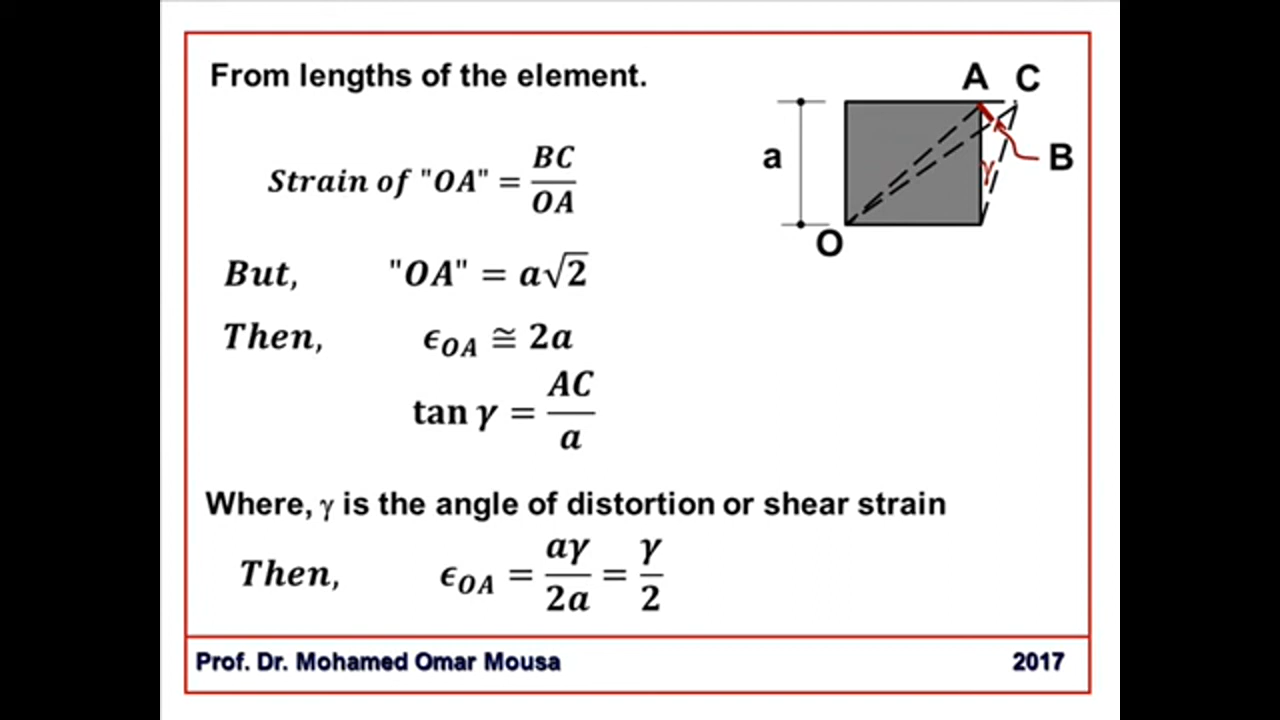 From lengths of the element.
A C
Strain of "OA" = BC / OA
a
B
O
But, "OA" = a√2
Then, ϵ_OA ≅ 2a
tan γ = AC / a
γ
Where, γ is the angle of distortion or shear strain
Then, ϵ_OA = aγ / 2a = γ / 2
Prof. Dr. Mohamed Omar Mousa 2017